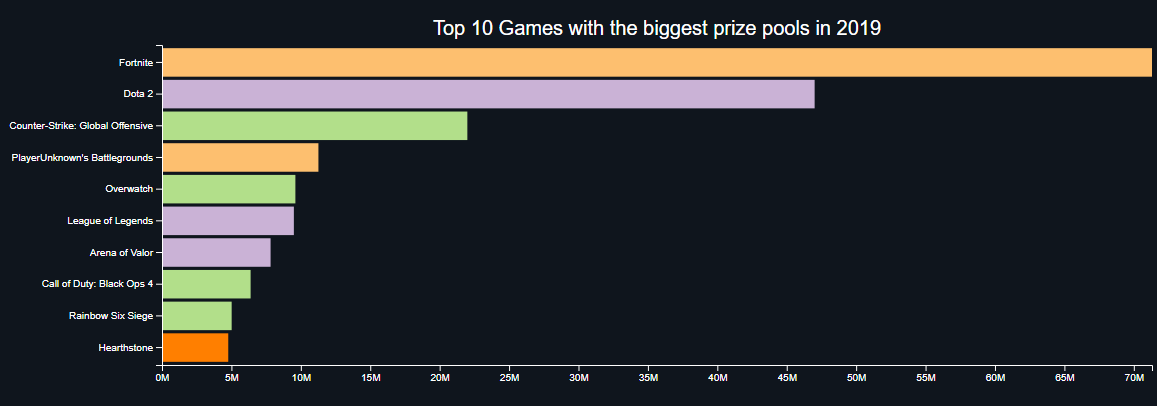 Top 10 Games with the biggest prize pools in 2019
Fortnite
Dota 2
Counter-Strike: Global Offensive
PlayerUnknown's Battlegrounds
Overwatch
League of Legends
Arena of Valor
Call of Duty: Black Ops 4
Rainbow Six Siege
Hearthstone
0M 5M 10M 15M 20M 25M 30M 35M 40M 45M 50M 55M 60M 65M 70M